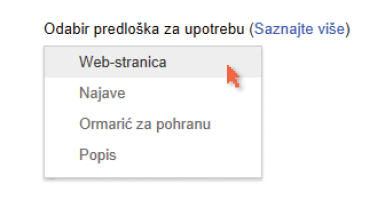 Odabir predloška za upotrebu (Saznajte više)
Web-stranica
Najave
Ormarić za pohranu
Popis